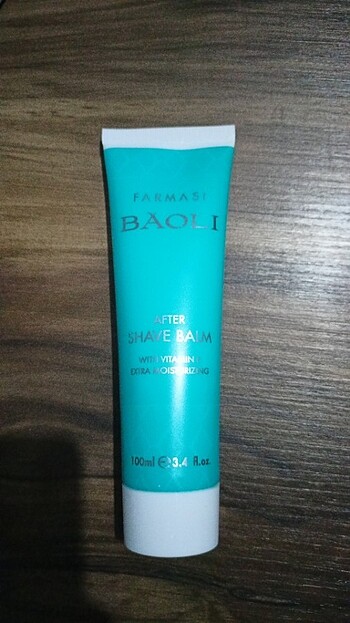 FARMASi
BAOLI
AFTER
SHAVE BALM
WITH VITAMIN
EXTRA MOISTURIZING
100ml ℮ 3.4 fl.oz.